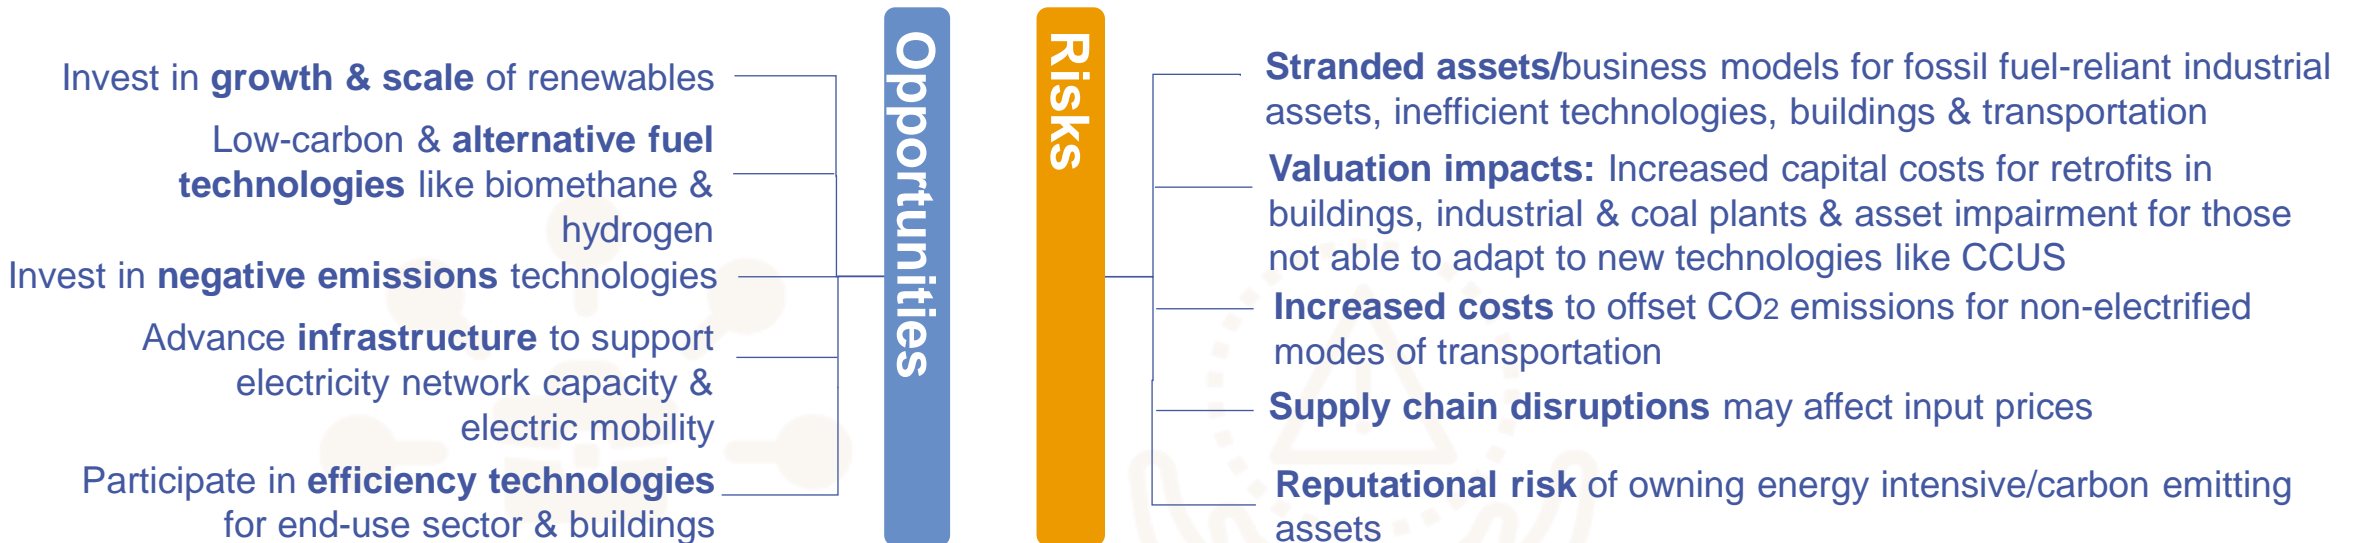 Opportunities
Invest in growth & scale of renewables
Low-carbon & alternative fuel
technologies like biomethane &
hydrogen
Invest in negative emissions technologies
Advance infrastructure to support
electricity network capacity &
electric mobility
Participate in efficiency technologies
for end-use sector & buildings
Risks
Stranded assets/business models for fossil fuel-reliant industrial
assets, inefficient technologies, buildings & transportation
Valuation impacts: Increased capital costs for retrofits in
buildings, industrial & coal plants & asset impairment for those
not able to adapt to new technologies like CCUS
Increased costs to offset CO2 emissions for non-electrified
modes of transportation
Supply chain disruptions may affect input prices
Reputational risk of owning energy intensive/carbon emitting
assets